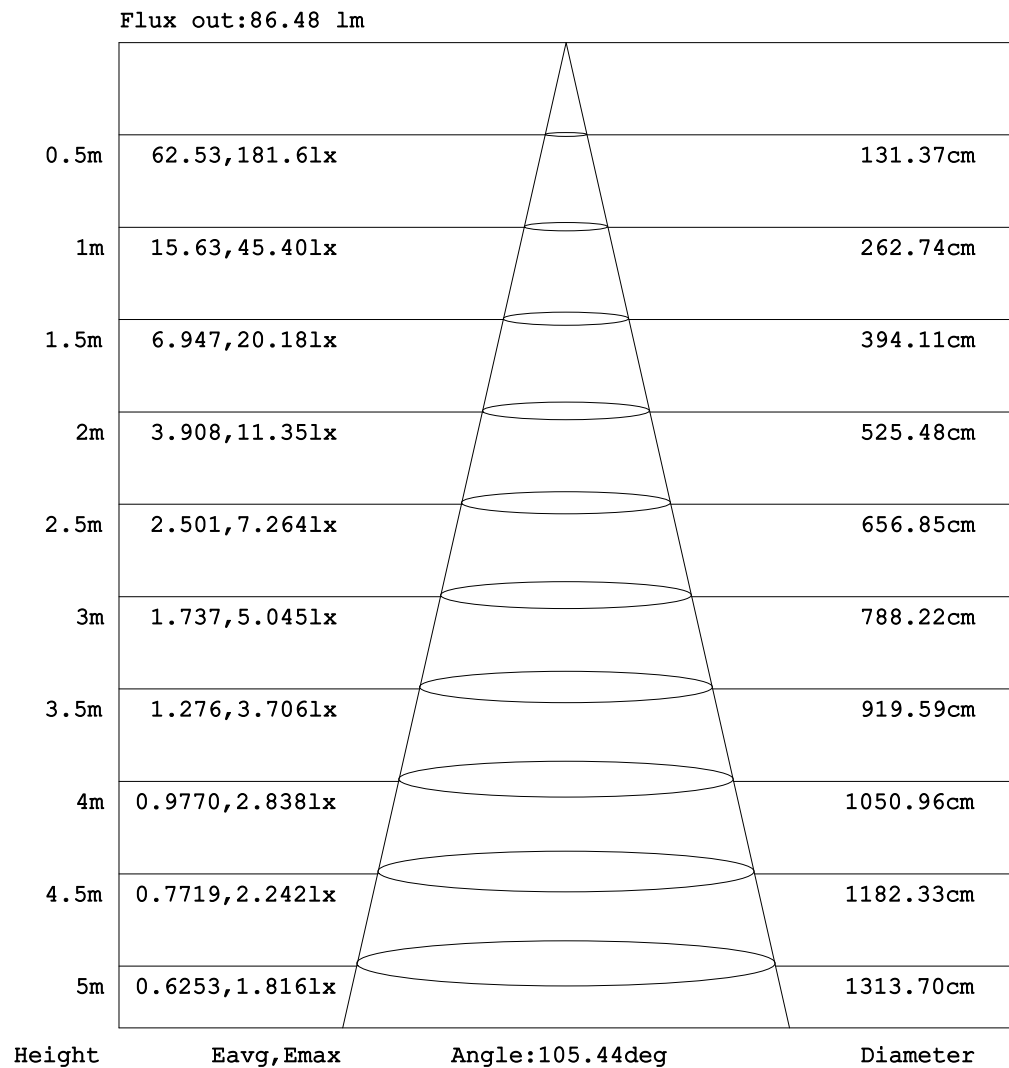 Flux out:86.48 lm
0.5m 62.53,181.6lx 131.37cm
1m 15.63,45.40lx 262.74cm
1.5m 6.947,20.18lx 394.11cm
2m 3.908,11.35lx 525.48cm
2.5m 2.501,7.264lx 656.85cm
3m 1.737,5.045lx 788.22cm
3.5m 1.276,3.706lx 919.59cm
4m 0.9770,2.838lx 1050.96cm
4.5m 0.7719,2.242lx 1182.33cm
5m 0.6253,1.816lx 1313.70cm
Height Eavg,Emax Angle:105.44deg Diameter